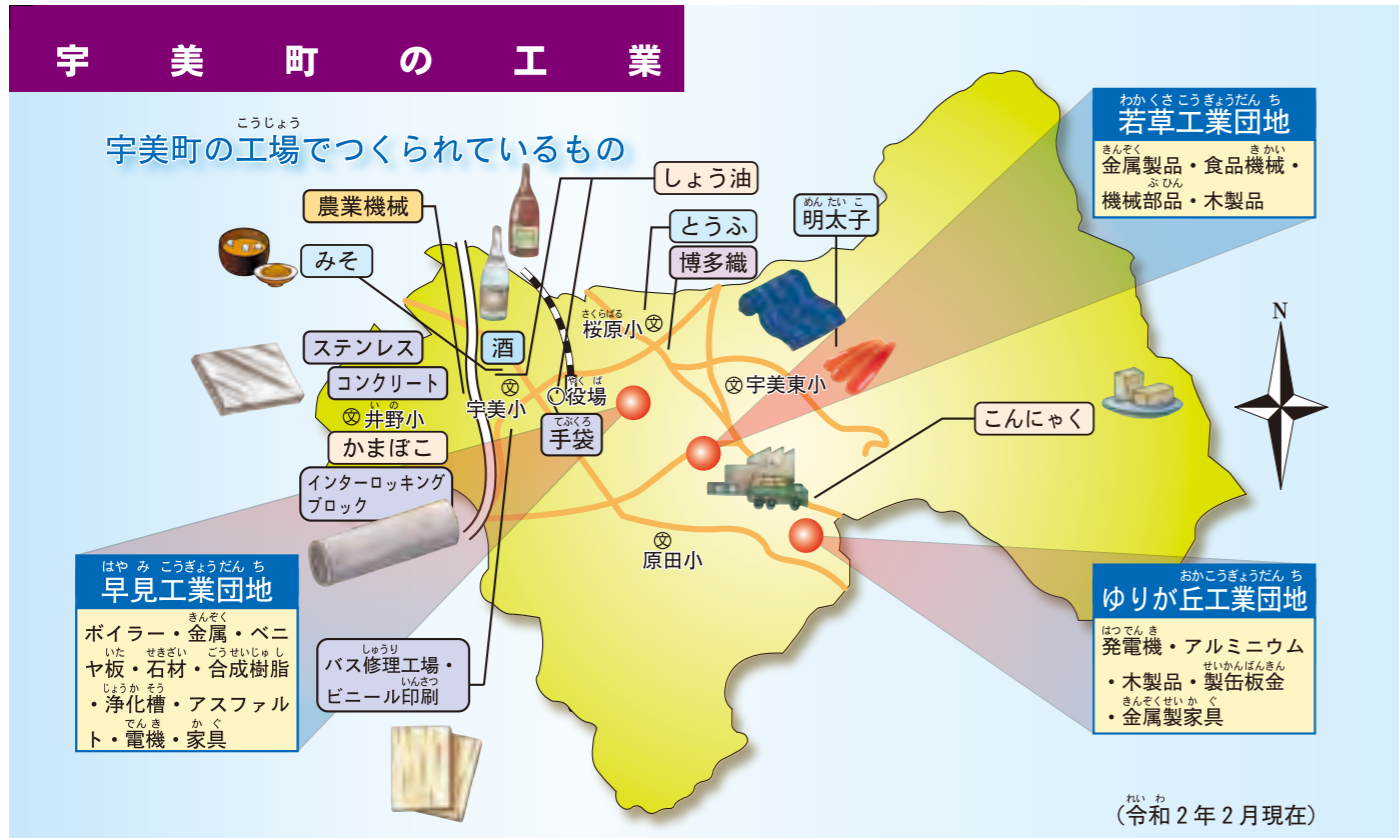 宇美町の工業
こうじょう
宇美町の工場でつくられているもの
農業機械
みそ
しょう油
とうふ
博多織
めんたいこ
明太子
酒
ステンレス
コンクリート
いの
文井野小
かまぼこ
インターロッキング
ブロック
文
宇美小
やくば
役場
てぶくろ
手袋
さくらばる
桜原小文
文宇美東小
こんにゃく
文
原田小
しゅうり
バス修理工場・
いんさつ
ビニール印刷
わかくさこうぎょうだんち
若草工業団地
きんぞく きかい
金属製品・食品機械・
ぶひん
機械部品・木製品
N
はやみこうぎょうだんち
早見工業団地
きんぞく
ボイラー・金属・ベニ
いた せきざい ごうせいじゅし
ヤ板・石材・合成樹脂
じょうかそう
・浄化槽・アスファル
でんき かぐ
ト・電機・家具
おかこうぎょうだんち
ゆりが丘工業団地
はつでんき
発電機・アルミニウム
せいかんばんきん
・木製品・製缶板金
きんぞくせいかぐ
・金属製家具
れいわ
（令和2年2月現在）